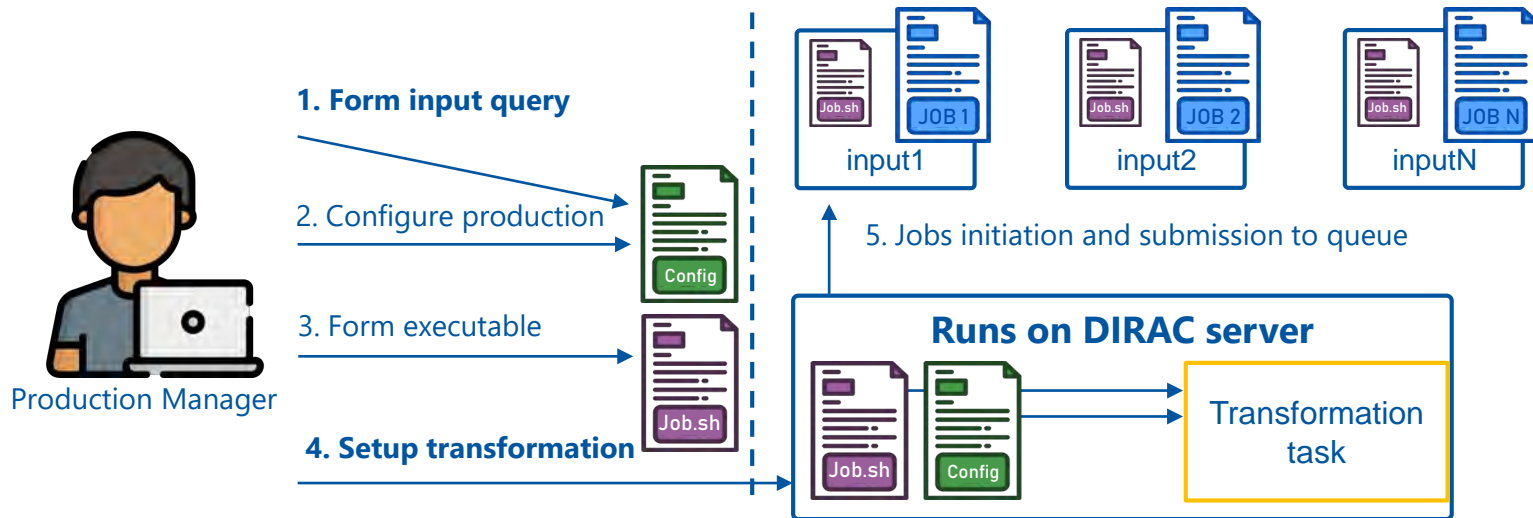 1. Form input query
2. Configure production
Config
3. Form executable
Job.sh
Production Manager
4. Setup transformation
Job.sh
JOB 1
input1
Job.sh
JOB 2
input2
Job.sh
JOB N
inputN
5. Jobs initiation and submission to queue
Runs on DIRAC server
Job.sh
Config
Transformation
task